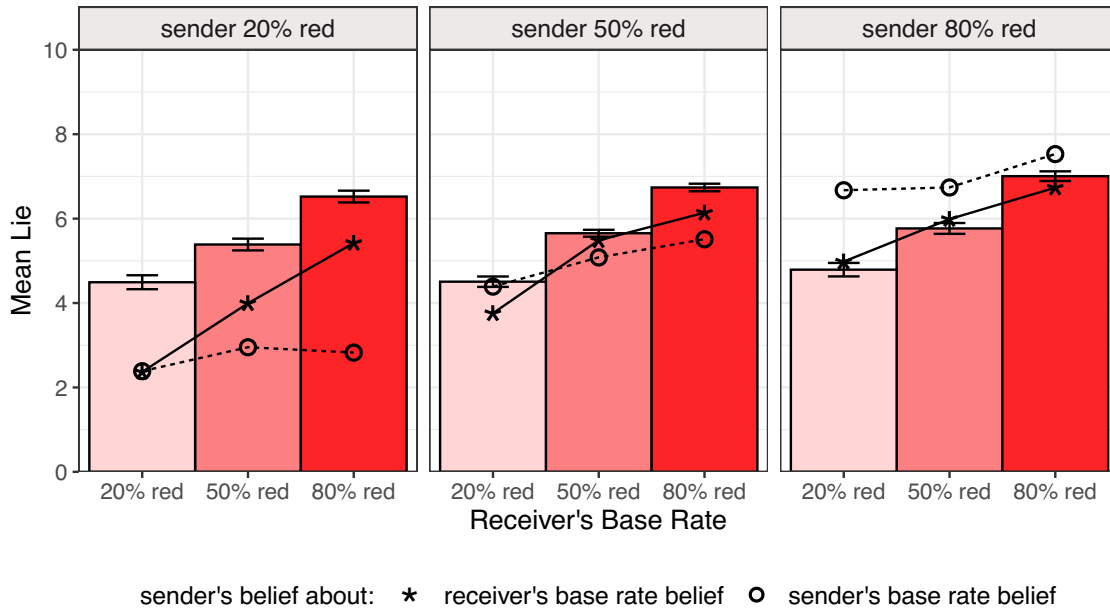 sender 20% red
sender 50% red
sender 80% red
10
8
6
4
2
0
Mean Lie
20% red 50% red 80% red
20% red 50% red 80% red
20% red 50% red 80% red
Receiver's Base Rate
sender's belief about: receiver's base rate belief sender's base rate belief